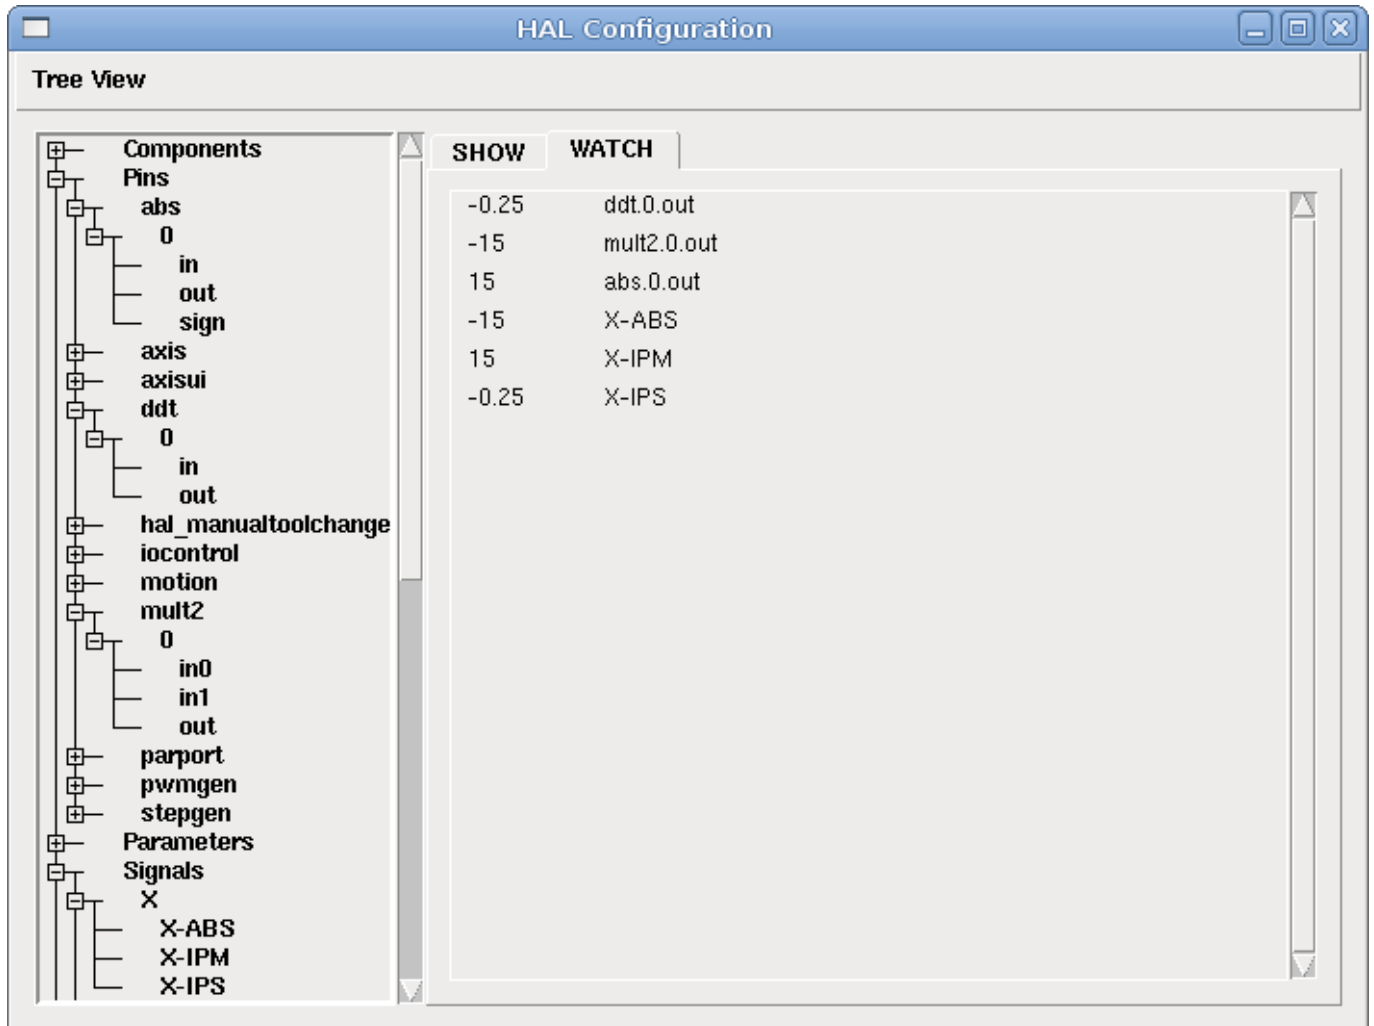 HAL Configuration
Tree View
Components
Pins
abs
0
in
out
sign
axis
axisui
ddt
0
in
out
hal_manualtoolchange
iocontrol
motion
mult2
0
in0
in1
out
parport
pwmgen
stepgen
Parameters
Signals
X
X-ABS
X-IPM
X-IPS
SHOW WATCH
-0.25 ddt.0.out
-15 mult2.0.out
15 abs.0.out
-15 X-ABS
15 X-IPM
-0.25 X-IPS